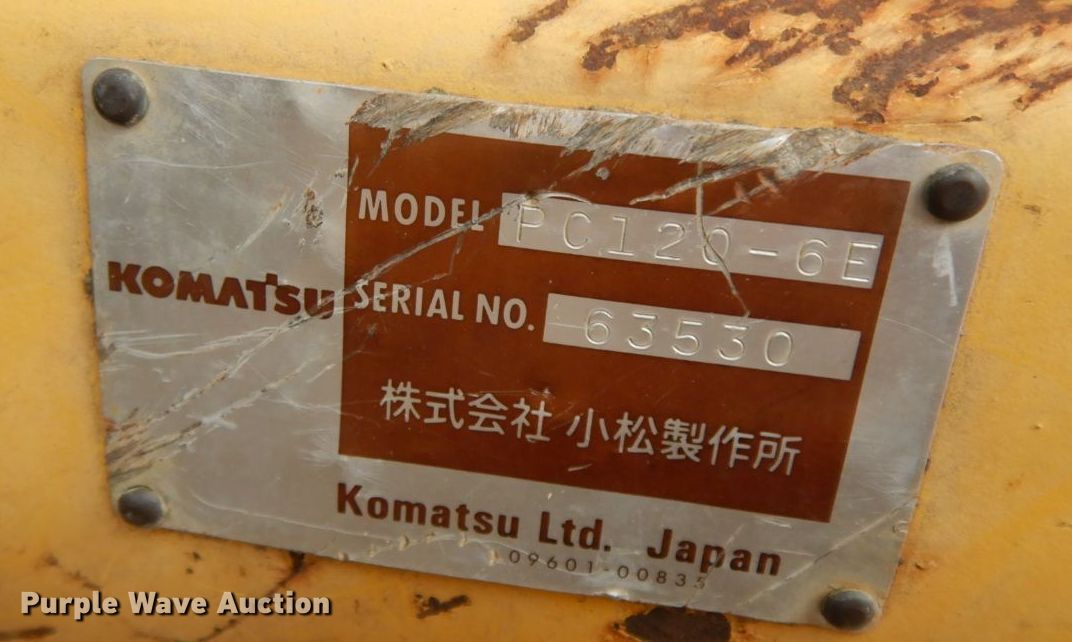 MODEL PC120-6E
KOMATSU
SERIAL NO. 63530
株式会社 小松製作所
Komatsu Ltd. Japan
09601-00835
Purple Wave Auction